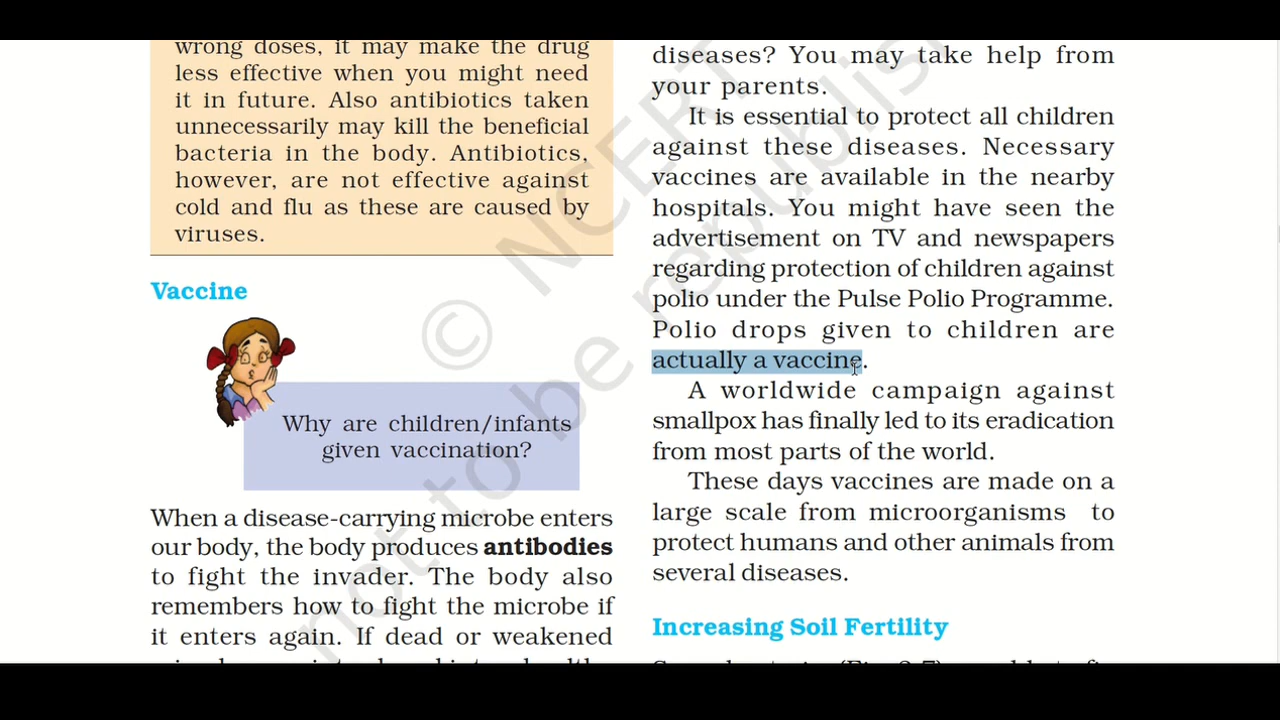 wrong doses, it may make the drug
less effective when you might need
it in future. Also antibiotics taken
unnecessarily may kill the beneficial
bacteria in the body. Antibiotics,
however, are not effective against
cold and flu as these are caused by
viruses.
Vaccine
Why are children/infants
given vaccination?
When a disease-carrying microbe enters
our body, the body produces antibodies
to fight the invader. The body also
remembers how to fight the microbe if
it enters again. If dead or weakened
diseases? You may take help from
your parents.
It is essential to protect all children
against these diseases. Necessary
vaccines are available in the nearby
hospitals. You might have seen the
advertisement on TV and newspapers
regarding protection of children against
polio under the Pulse Polio Programme.
Polio drops given to children are
actually a vaccine.
A worldwide campaign against
smallpox has finally led to its eradication
from most parts of the world.
These days vaccines are made on a
large scale from microorganisms to
protect humans and other animals from
several diseases.
Increasing Soil Fertility
© NCERT
not to be republis